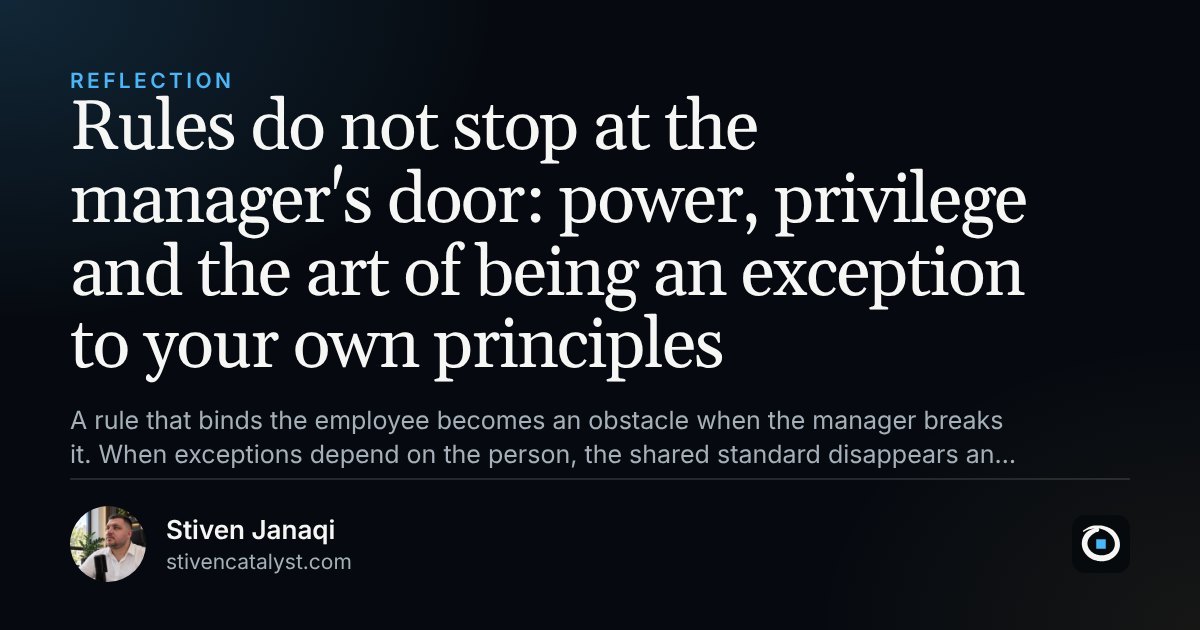 REFLECTION
Rules do not stop at the
manager's door: power, privilege
and the art of being an exception
to your own principles
A rule that binds the employee becomes an obstacle when the manager breaks
it. When exceptions depend on the person, the shared standard disappears an...
Stiven Janaqi
stivencatalyst.com